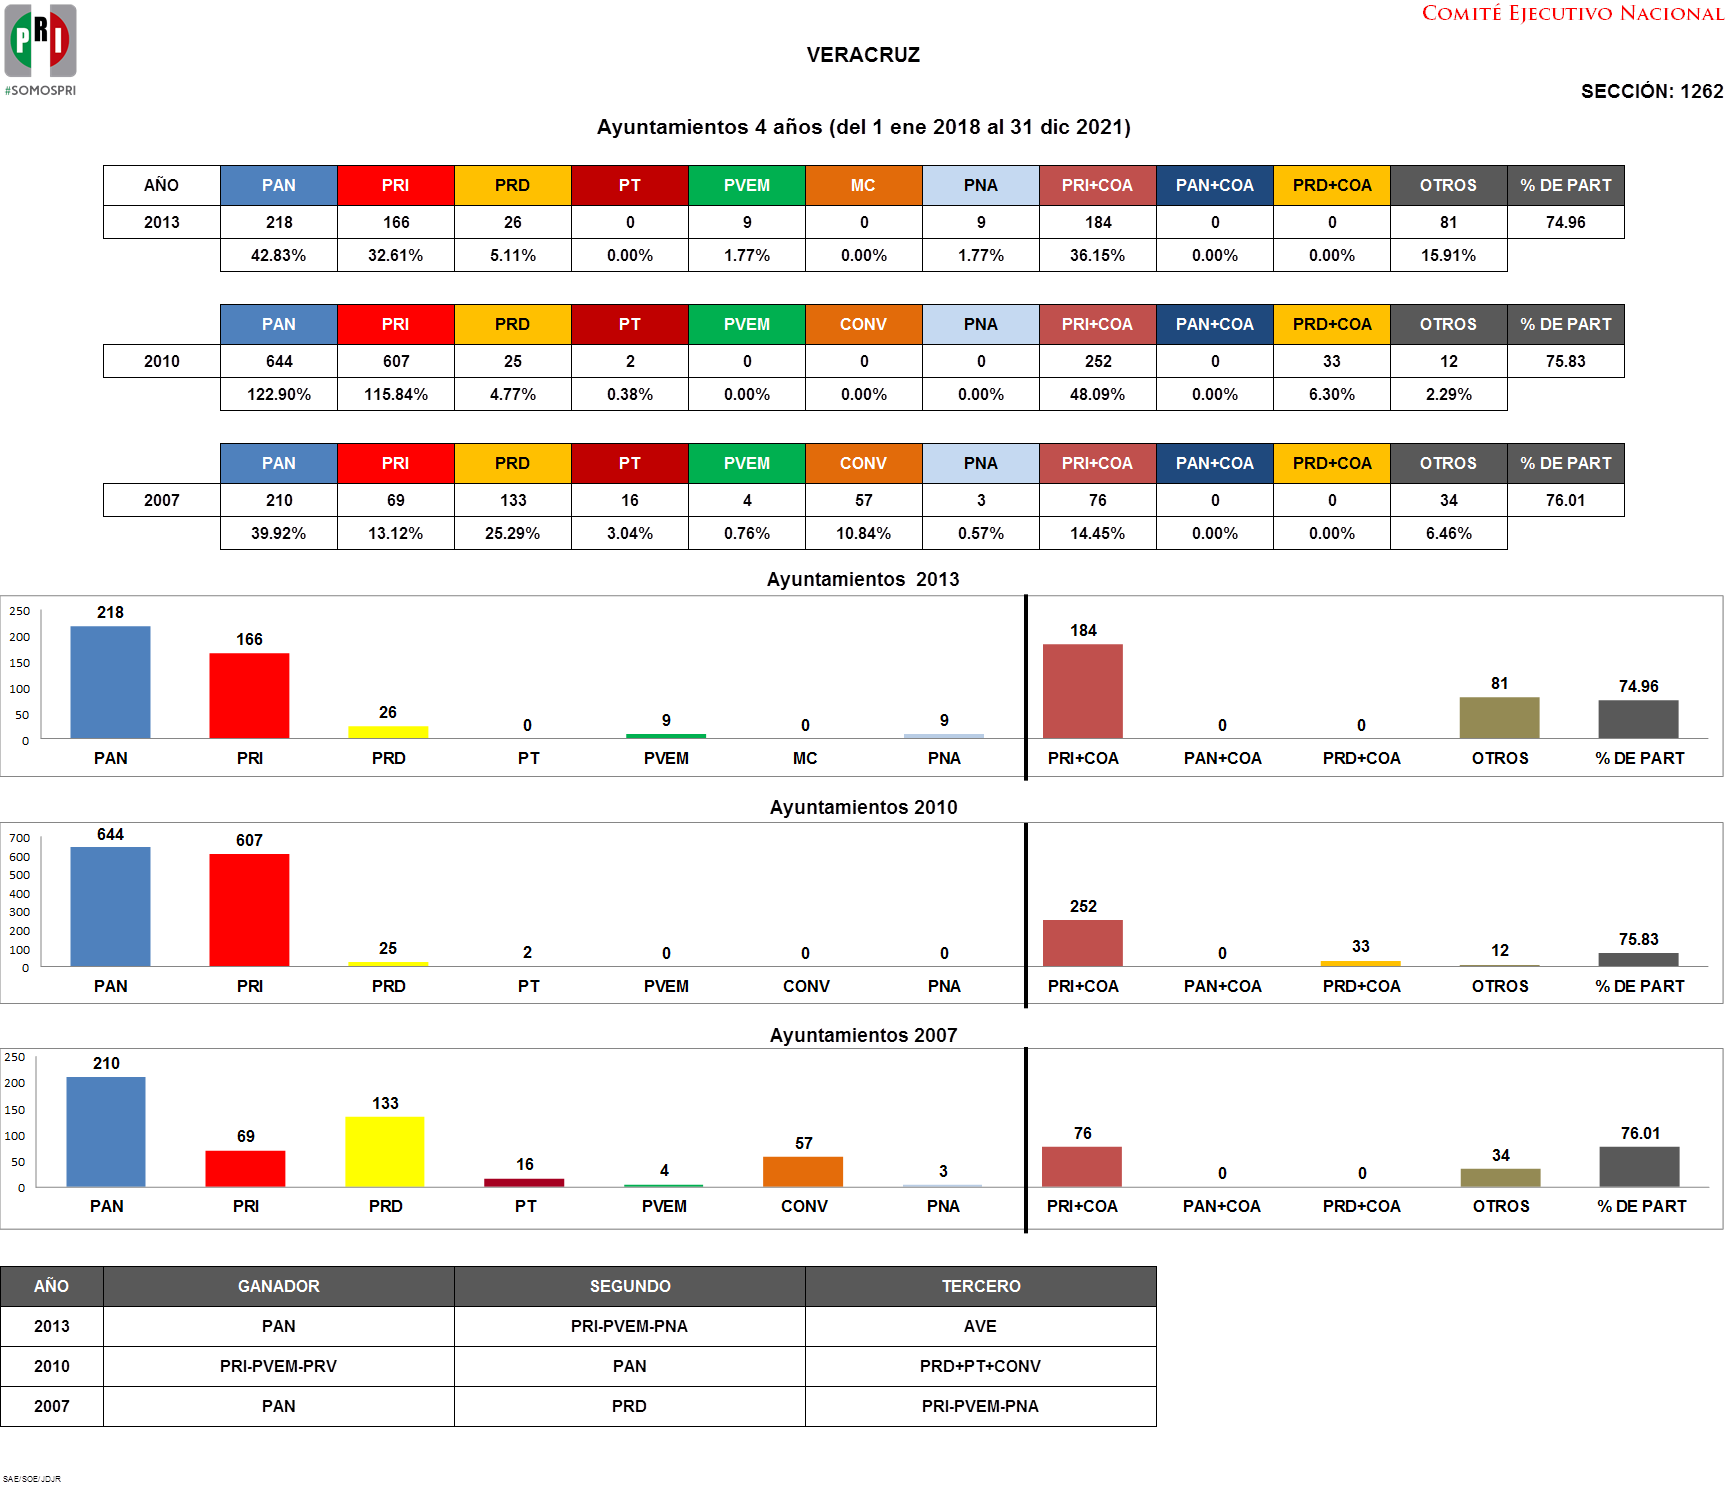 PRI
#SOMOSPRI
COMITÉ EJECUTIVO NACIONAL
VERACRUZ
SECCIÓN: 1262
Ayuntamientos 4 años (del 1 ene 2018 al 31 dic 2021)
AÑO PAN PRI PRD PT PVEM MC PNA PRI+COA PAN+COA PRD+COA OTROS % DE PART
2013 218 166 26 0 9 0 9 184 0 0 81 74.96
42.83% 32.61% 5.11% 0.00% 1.77% 0.00% 1.77% 36.15% 0.00% 0.00% 15.91%
PAN PRI PRD PT PVEM CONV PNA PRI+COA PAN+COA PRD+COA OTROS % DE PART
2010 644 607 25 2 0 0 0 252 0 33 12 75.83
122.90% 115.84% 4.77% 0.38% 0.00% 0.00% 0.00% 48.09% 0.00% 6.30% 2.29%
PAN PRI PRD PT PVEM CONV PNA PRI+COA PAN+COA PRD+COA OTROS % DE PART
2007 210 69 133 16 4 57 3 76 0 0 34 76.01
39.92% 13.12% 25.29% 3.04% 0.76% 10.84% 0.57% 14.45% 0.00% 0.00% 6.46%
Ayuntamientos 2013
250
200
150
100
50
0
218 166 26 0 9 0 9 184 0 0 81 74.96
PAN PRI PRD PT PVEM MC PNA PRI+COA PAN+COA PRD+COA OTROS % DE PART
Ayuntamientos 2010
700
600
500
400
300
200
100
0
644 607 25 2 0 0 0 252 0 33 12 75.83
PAN PRI PRD PT PVEM CONV PNA PRI+COA PAN+COA PRD+COA OTROS % DE PART
Ayuntamientos 2007
250
200
150
100
50
0
210 69 133 16 4 57 3 76 0 0 34 76.01
PAN PRI PRD PT PVEM CONV PNA PRI+COA PAN+COA PRD+COA OTROS % DE PART
AÑO GANADOR SEGUNDO TERCERO
2013 PAN PRI-PVEM-PNA AVE
2010 PRI-PVEM-PRV PAN PRD+PT+CONV
2007 PAN PRD PRI-PVEM-PNA
SAE/SOE/JDJR